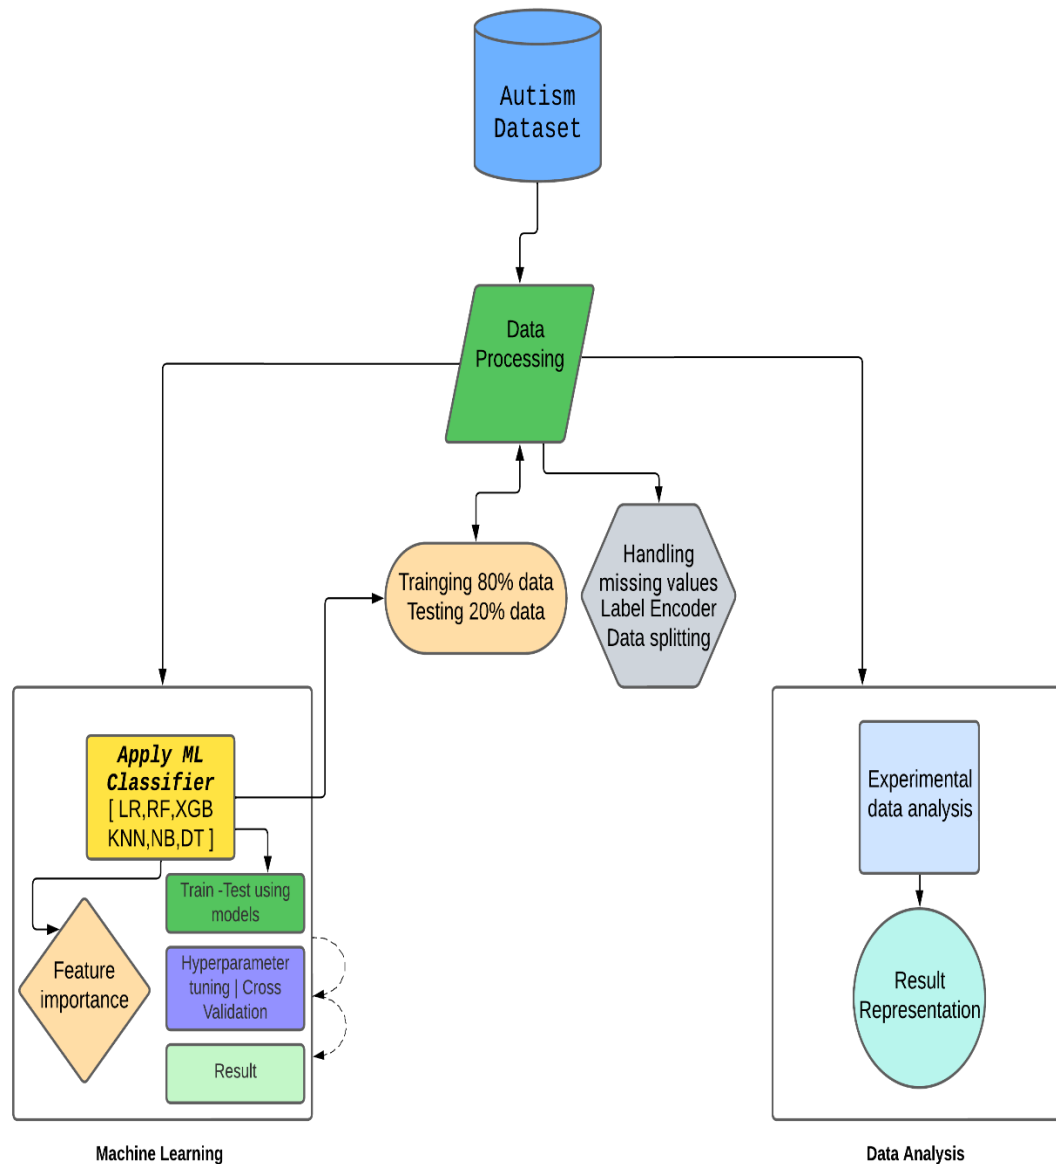 Autism
Dataset
Data
Processing
Trainging 80% data
Testing 20% data
Handling
missing values
Label Encoder
Data splitting
Apply ML
Classifier
[ LR,RF,XGB
KNN,NB,DT ]
Train -Test using
models
Feature
importance
Hyperparameter
tuning | Cross
Validation
Result
Experimental
data analysis
Result
Representation
Machine Learning
Data Analysis